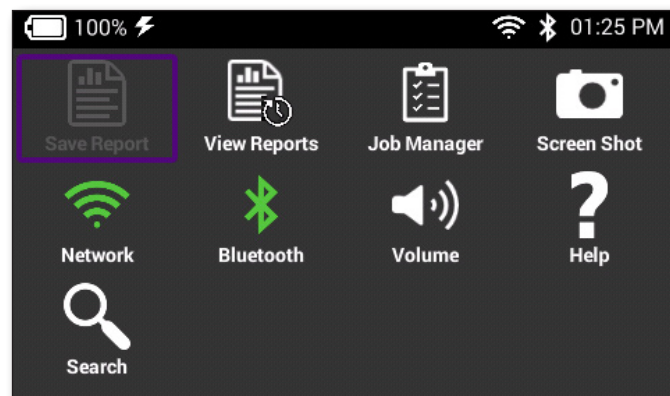 100% 01:25 PM
Save Report View Reports Job Manager Screen Shot
Network Bluetooth Volume Help
Search